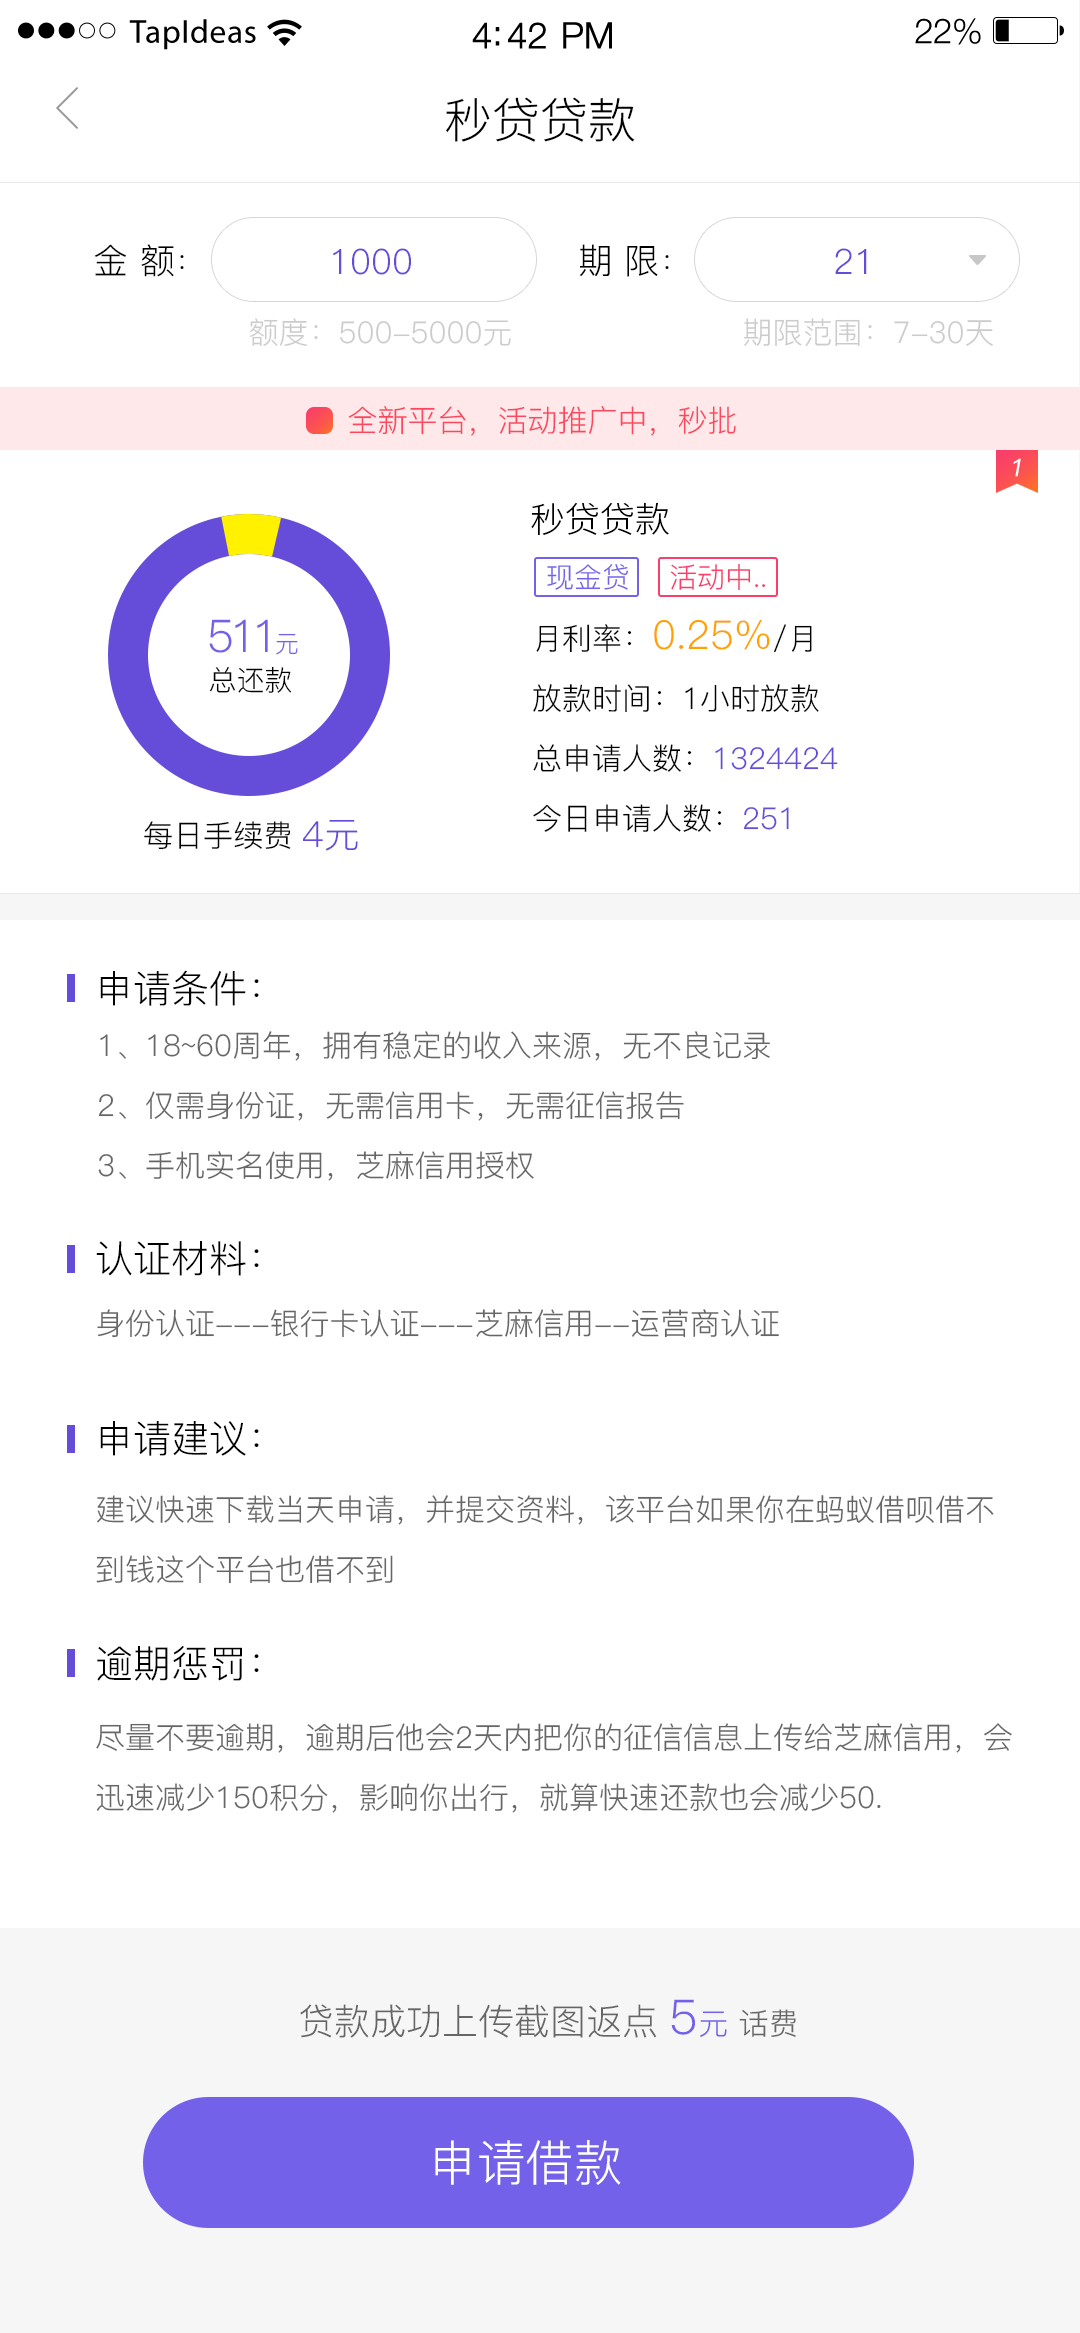 TapIdeas 4:42 PM 22%
秒贷贷款
金 额: 1000 期 限: 21
额度：500-5000元 期限范围：7-30天
全新平台，活动推广中，秒批
1
秒贷贷款
现金贷 活动中..
511元
总还款
月利率：0.25%/月
放款时间：1小时放款
总申请人数：1324424
今日申请人数：251
每日手续费 4元
申请条件：
1、18~60周年，拥有稳定的收入来源，无不良记录
2、仅需身份证，无需信用卡，无需征信报告
3、手机实名使用，芝麻信用授权
认证材料：
身份认证---银行卡认证---芝麻信用--运营商认证
申请建议：
建议快速下载当天申请，并提交资料，该平台如果你在蚂蚁借呗借不
到钱这个平台也借不到
逾期惩罚：
尽量不要逾期，逾期后他会2天内把你的征信信息上传给芝麻信用，会
迅速减少150积分，影响你出行，就算快速还款也会减少50.
贷款成功上传截图返点 5元 话费
申请借款